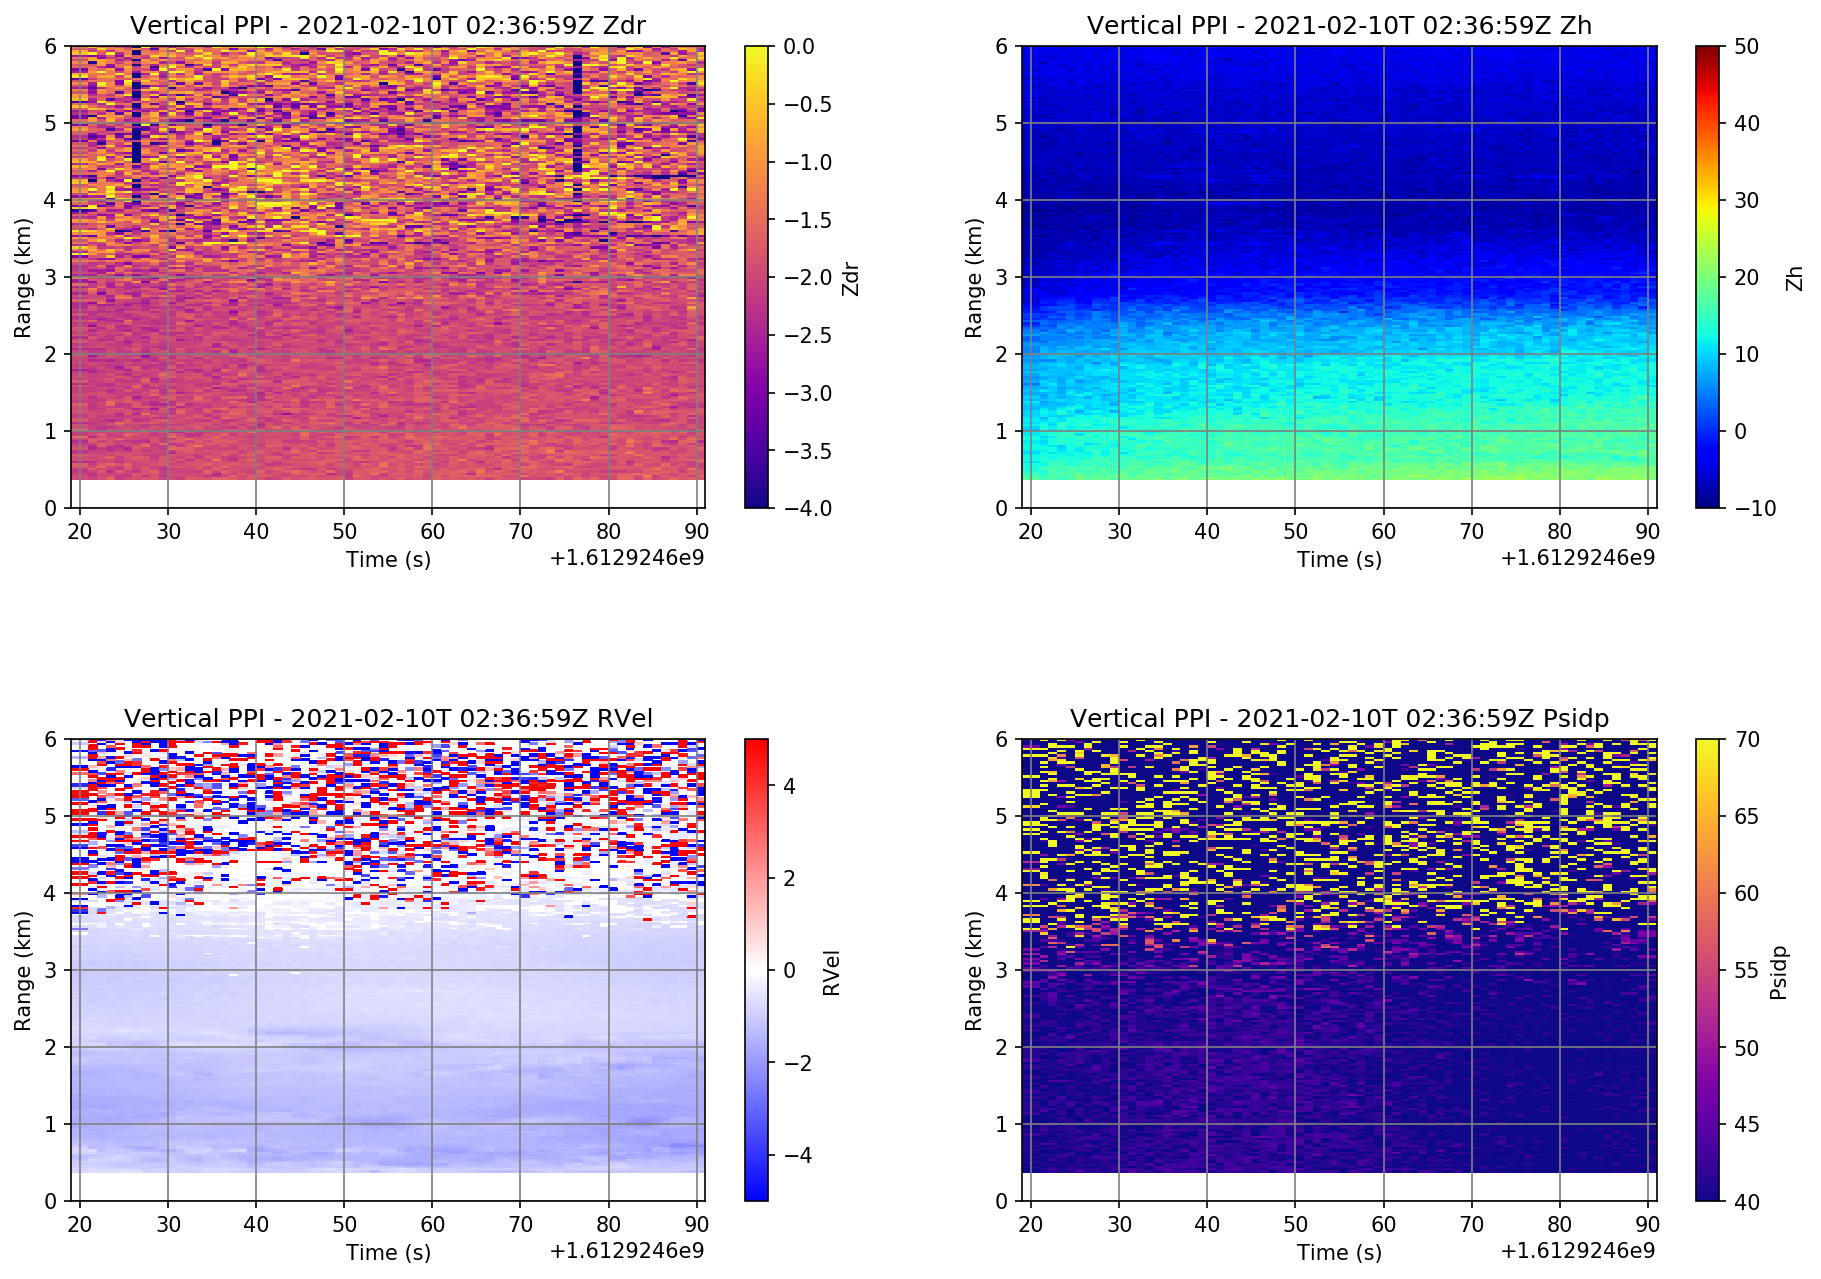 Vertical PPI - 2021-02-10T 02:36:59Z Zdr
6
5
4
3
2
1
0
Range (km)
20 30 40 50 60 70 80 90
Time (s)
+1.6129246e9
0.0
−0.5
−1.0
−1.5
−2.0
−2.5
−3.0
−3.5
−4.0
Zdr
Vertical PPI - 2021-02-10T 02:36:59Z Zh
6
5
4
3
2
1
0
Range (km)
20 30 40 50 60 70 80 90
Time (s)
+1.6129246e9
50
40
30
20
10
0
−10
Zh
Vertical PPI - 2021-02-10T 02:36:59Z RVel
6
5
4
3
2
1
0
Range (km)
20 30 40 50 60 70 80 90
Time (s)
+1.6129246e9
4
2
0
−2
−4
RVel
Vertical PPI - 2021-02-10T 02:36:59Z Psidp
6
5
4
3
2
1
0
Range (km)
20 30 40 50 60 70 80 90
Time (s)
+1.6129246e9
70
65
60
55
50
45
40
Psidp